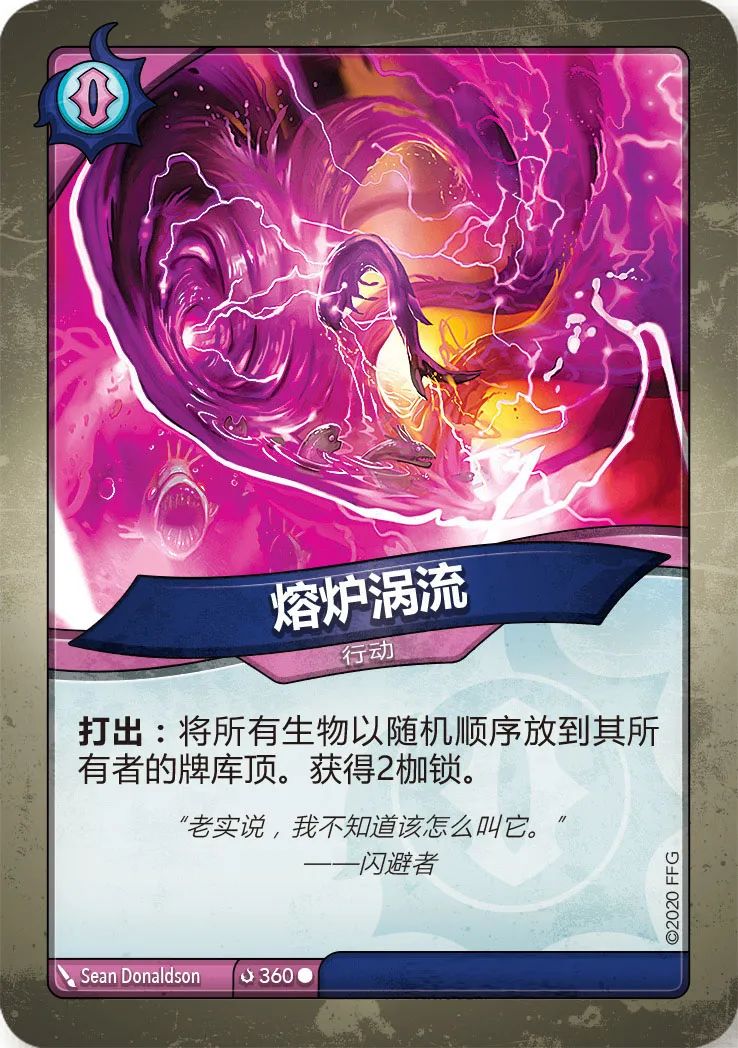 熔炉涡流
行动
打出：将所有生物以随机顺序放到其所
有者的牌库顶。获得2枷锁。
“老实说，我不知道该怎么叫它。”
——闪避者
©2020 FFG
Sean Donaldson
360